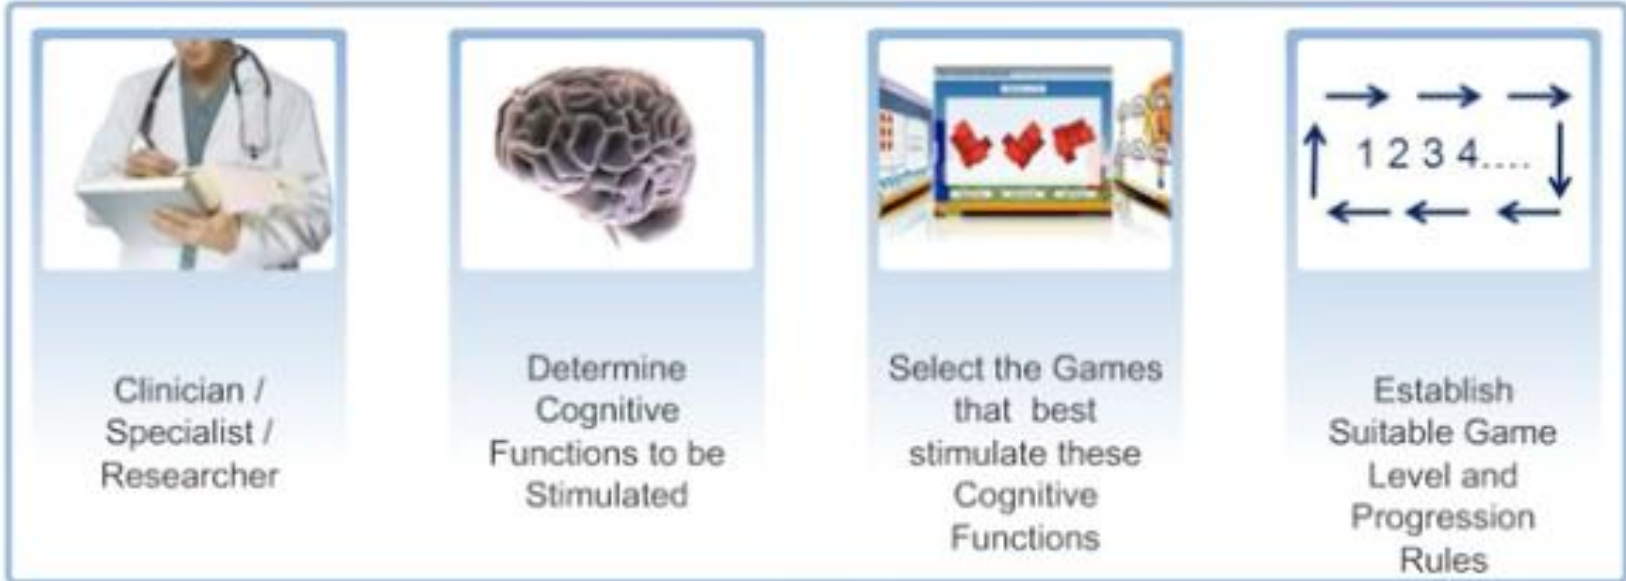 Clinician /
Specialist /
Researcher
Determine
Cognitive
Functions to be
Stimulated
Select the Games
that best
stimulate these
Cognitive
Functions
1 2 3 4....
Establish
Suitable Game
Level and
Progression
Rules